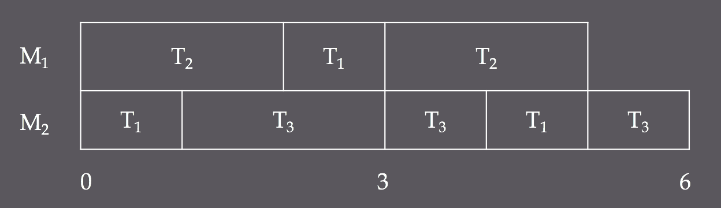 M₁ T₂ T₁ T₂
M₂ T₁ T₃ T₃ T₁ T₃
0 3 6